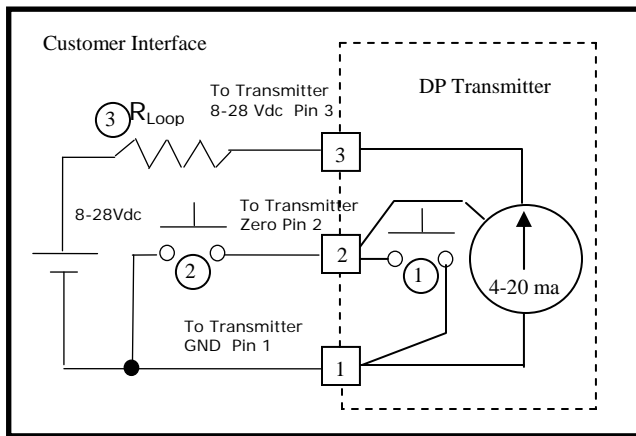 Customer Interface
DP Transmitter
To Transmitter
8-28 Vdc Pin 3
3
RLoop
3
8-28Vdc
To Transmitter
Zero Pin 2
2
2
1
4-20 ma
To Transmitter
GND Pin 1
1